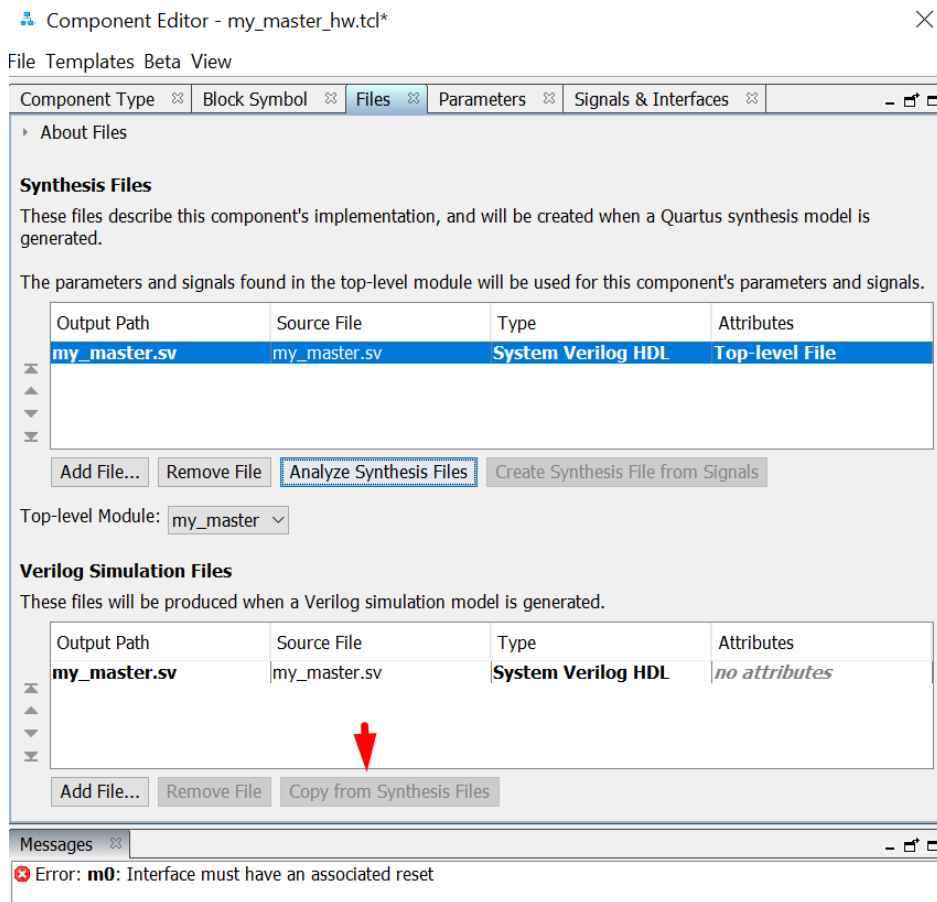 Component Editor - my_master_hw.tcl*
File Templates Beta View
Component Type Block Symbol Files Parameters Signals & Interfaces
About Files
Synthesis Files
These files describe this component's implementation, and will be created when a Quartus synthesis model is
generated.
The parameters and signals found in the top-level module will be used for this component's parameters and signals.
Output Path Source File Type Attributes
my_master.sv my_master.sv System Verilog HDL Top-level File
Add File... Remove File Analyze Synthesis Files Create Synthesis File from Signals
Top-level Module: my_master
Verilog Simulation Files
These files will be produced when a Verilog simulation model is generated.
Output Path Source File Type Attributes
my_master.sv my_master.sv System Verilog HDL no attributes
Add File... Remove File Copy from Synthesis Files
Messages
Error: m0: Interface must have an associated reset